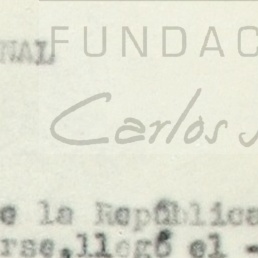 FUNDAC
NAL
Carlos
e la República
rse,llegó el -